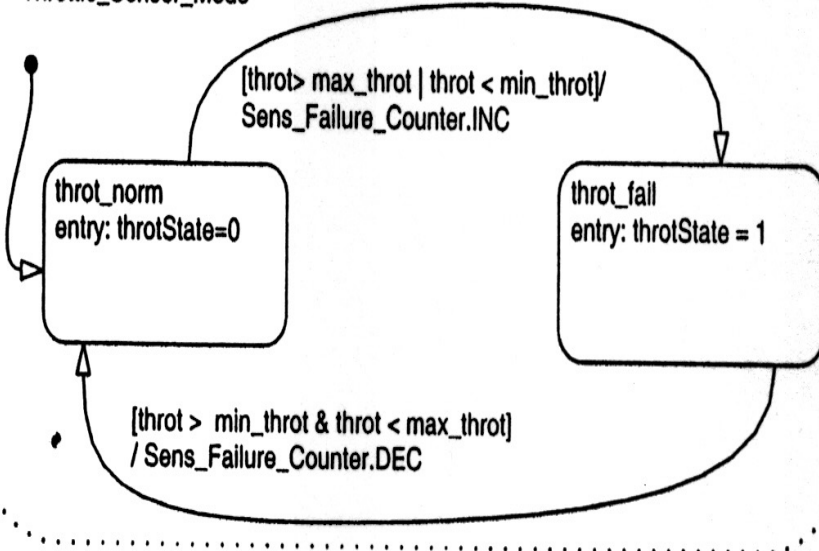 [throt> max_throt | throt < min_throt]/
Sens_Failure_Counter.INC
throt_norm
entry: throtState=0
throt_fail
entry: throtState = 1
[throt > min_throt & throt < max_throt]
/ Sens_Failure_Counter.DEC